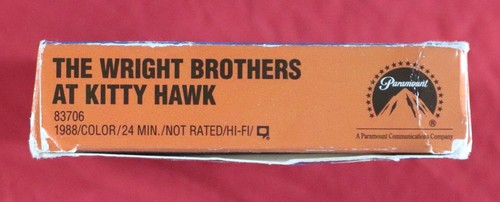 THE WRIGHT BROTHERS
AT KITTY HAWK
83706
1988/COLOR/24 MIN./NOT RATED/HI-FI/
Paramount
®
A Paramount Communications Company